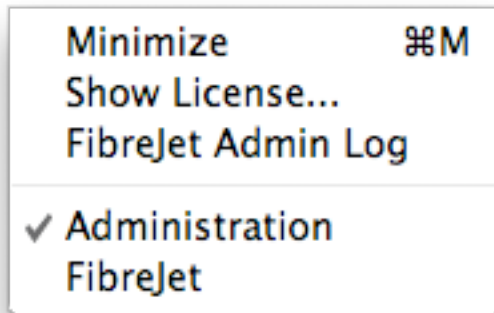 Minimize ⌘M
Show License...
FibreJet Admin Log
✓ Administration
FibreJet